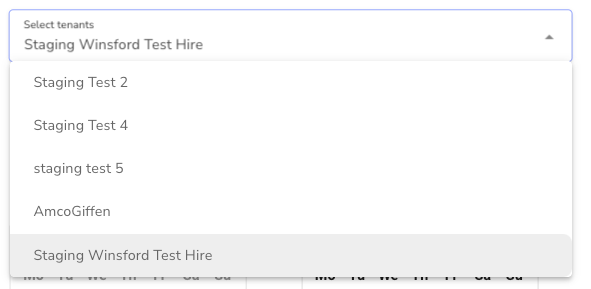 Select tenants
Staging Winsford Test Hire
Staging Test 2
Staging Test 4
staging test 5
AmcoGiffen
Staging Winsford Test Hire